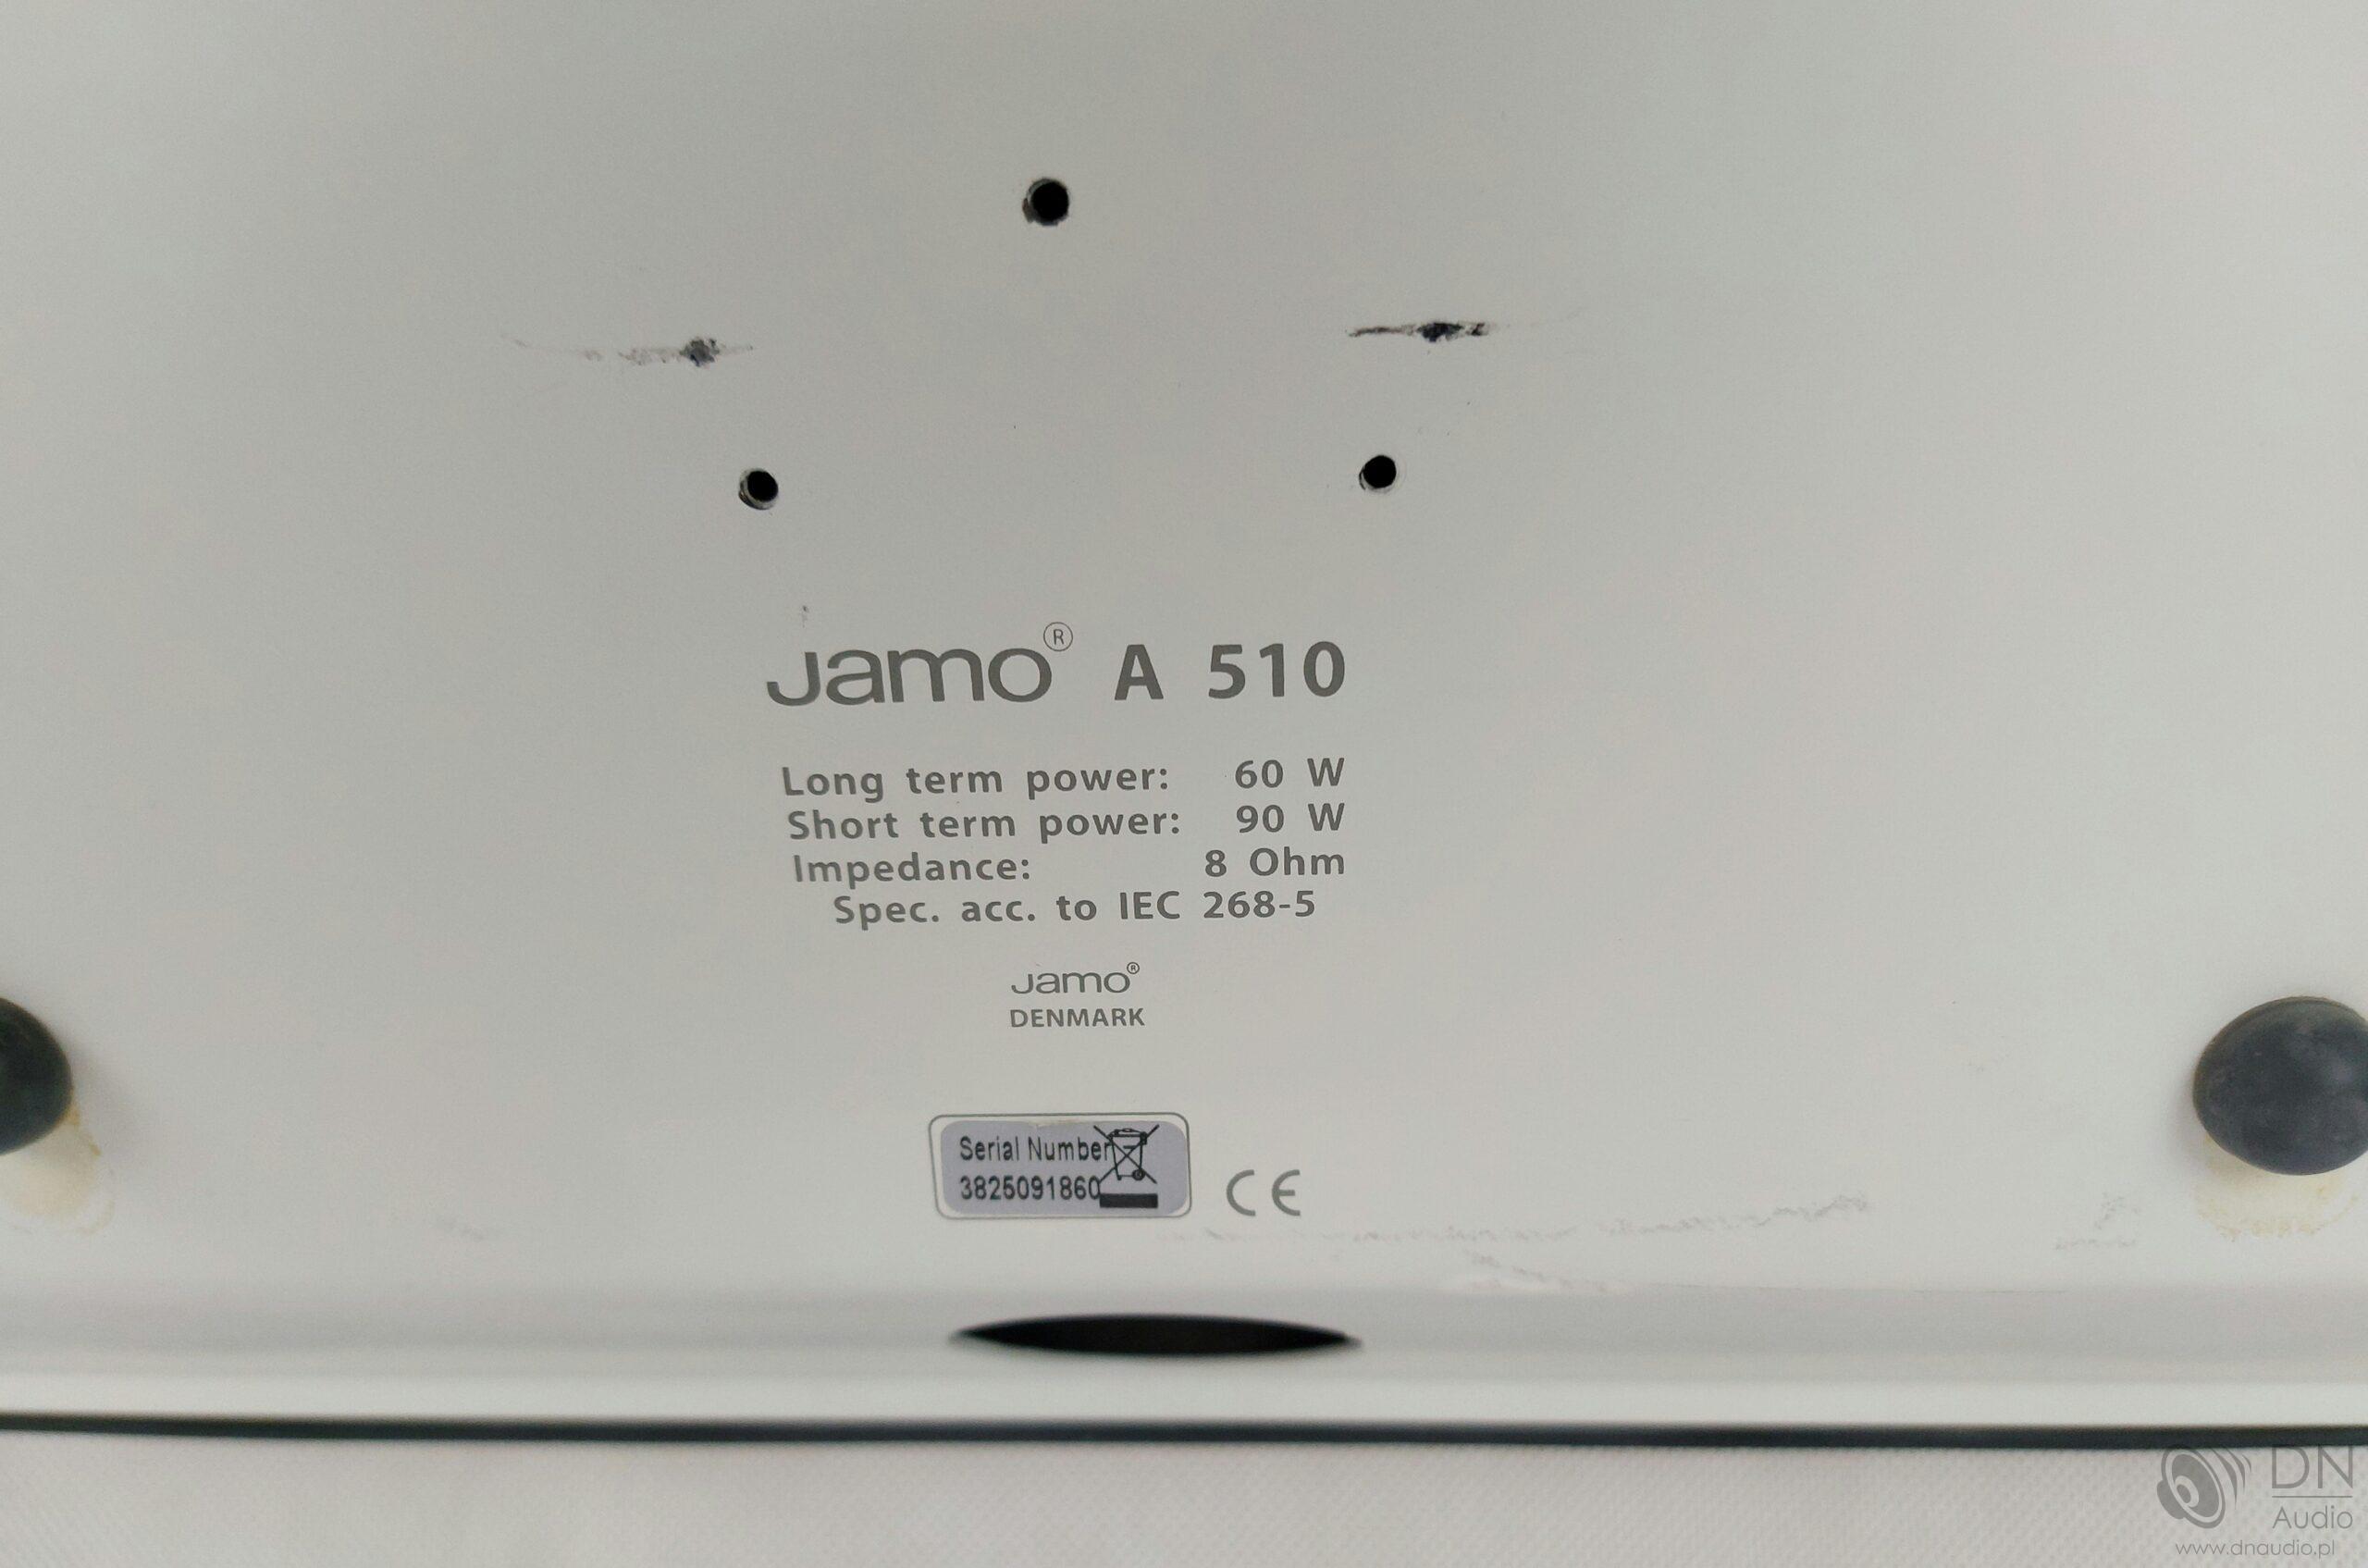 Jamo® A 510
Long term power: 60 W
Short term power: 90 W
Impedance: 8 Ohm
Spec. acc. to IEC 268-5
Jamo®
DENMARK
Serial Number
3825091860
CE
DN
Audio
www.dnaudio.pl